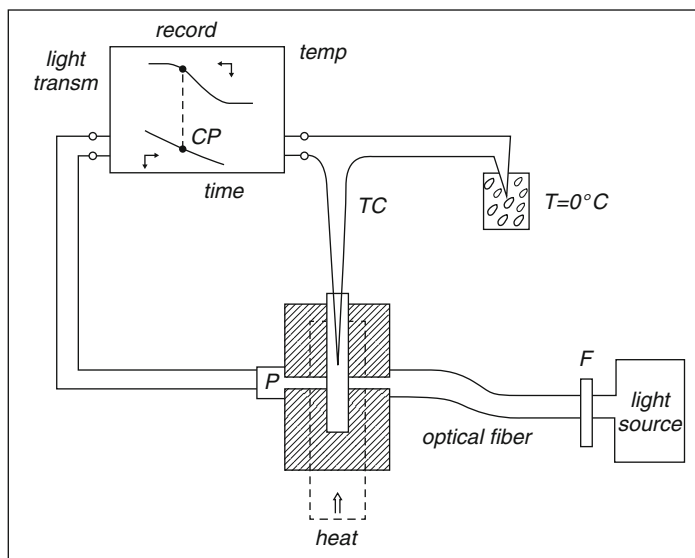 record
light
transm
temp
CP
time
TC
T=0°C
P
F
light
source
optical fiber
heat